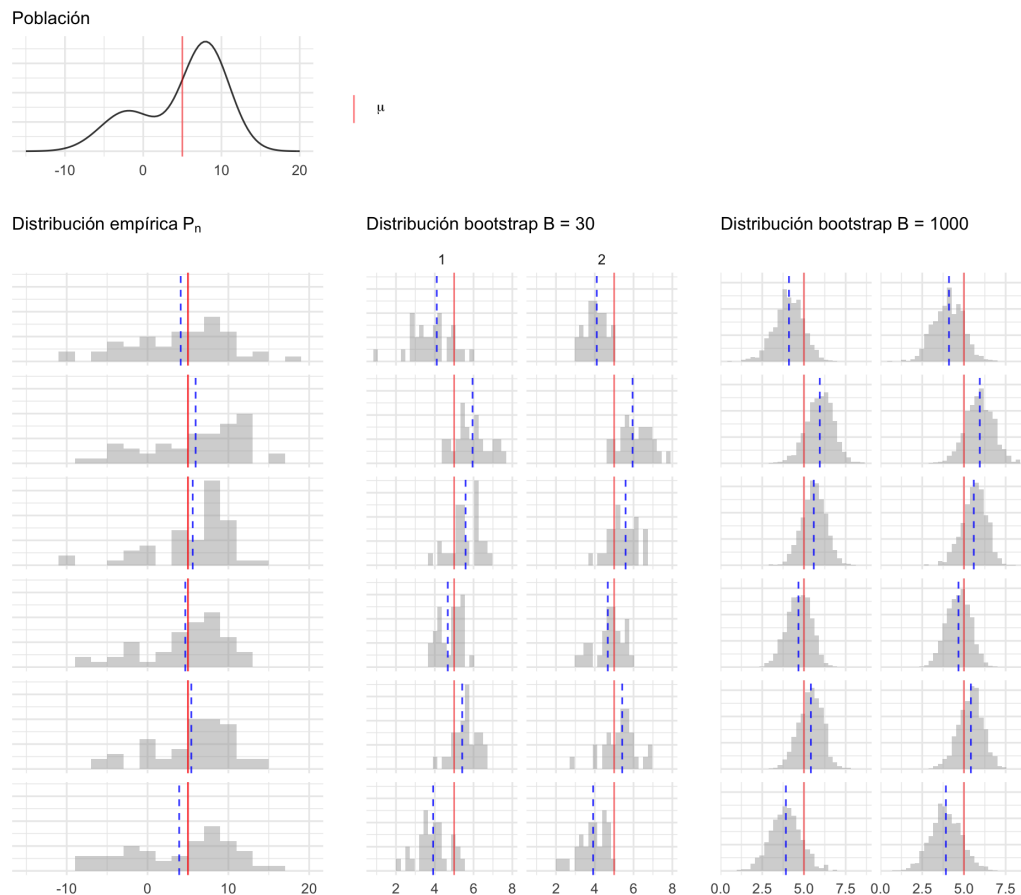 Población
μ
-10 0 10 20
Distribución empírica Pn Distribución bootstrap B = 30 Distribución bootstrap B = 1000
1 2
-10 0 10 20 2 4 6 8 2 4 6 8 0.0 2.5 5.0 7.5 0.0 2.5 5.0 7.5